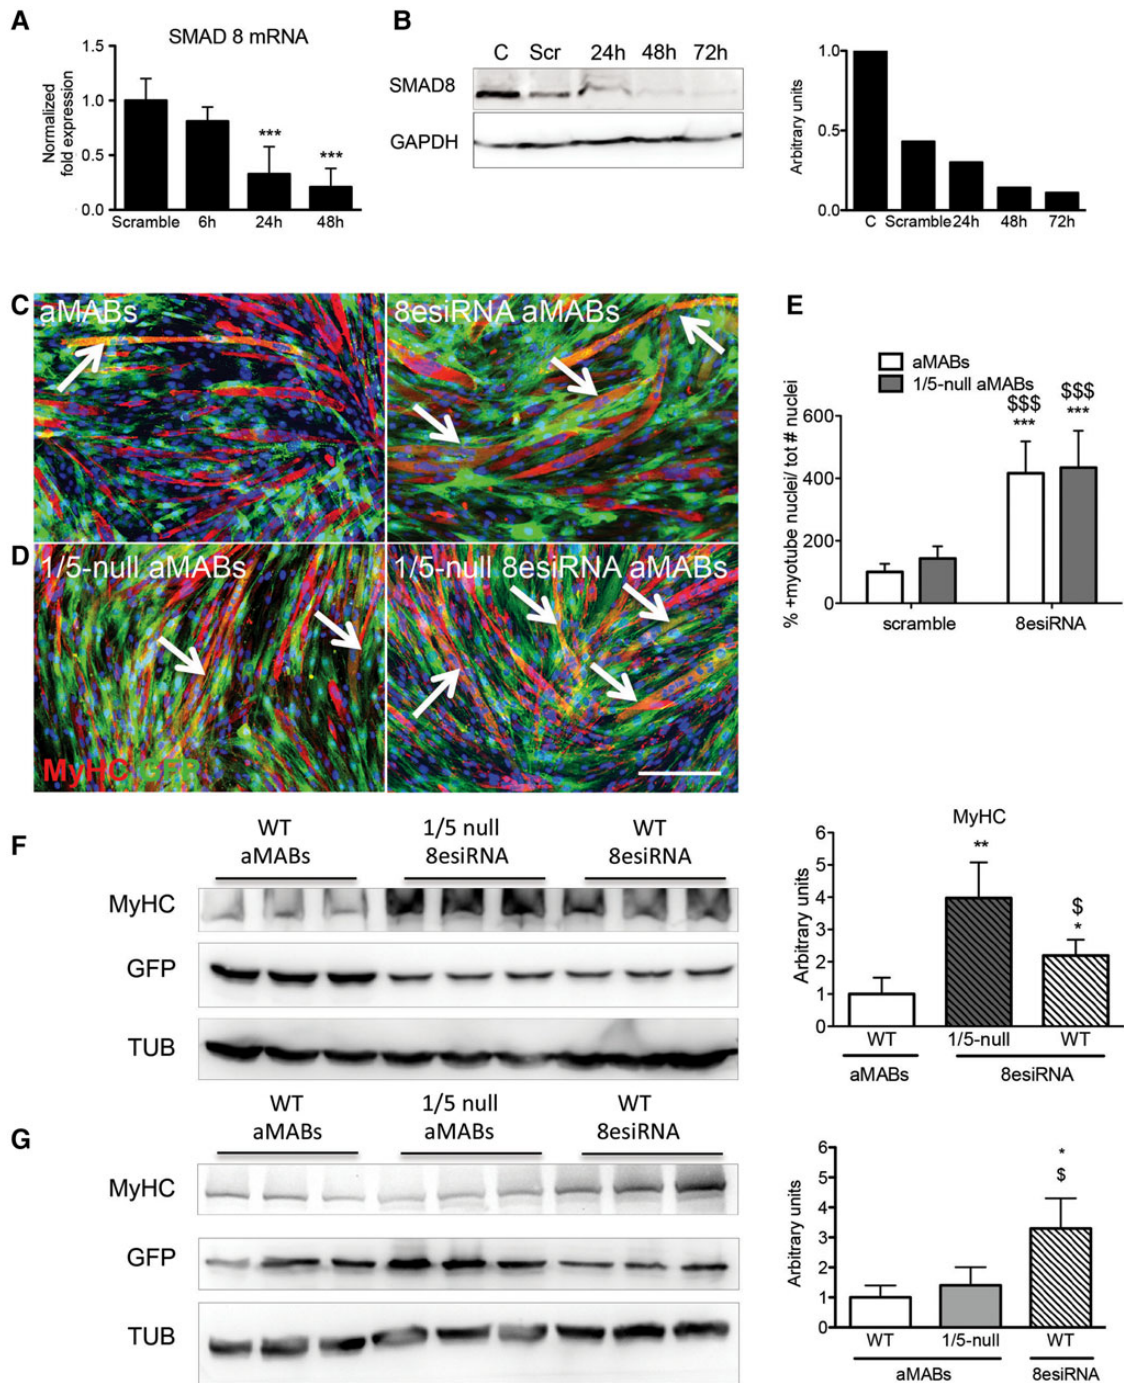 A
SMAD 8 mRNA
Normalized
fold expression
1.5
1.0
0.5
0.0
*** ***
Scramble 6h 24h 48h
B
C Scr 24h 48h 72h
SMAD8
GAPDH
Arbitrary units
1.0
0.5
0.0
C Scramble 24h 48h 72h
C
aMABs
8esiRNA aMABs
D
1/5-null aMABs
1/5-null 8esiRNA aMABs
MyHC GFP
E
aMABs
1/5-null aMABs
% +myotube nuclei/ tot # nuclei
600
400
200
0
$$$ $$$
*** ***
scramble 8esiRNA
F
WT 1/5 null WT
aMABs 8esiRNA 8esiRNA
MyHC
GFP
TUB
MyHC
Arbitrary units
6
5
4
3
2
1
0
**
$
*
WT 1/5-null WT
aMABs 8esiRNA
G
WT 1/5 null WT
aMABs aMABs 8esiRNA
MyHC
GFP
TUB
Arbitrary units
6
5
4
3
2
1
0
*
$
WT 1/5-null WT
aMABs 8esiRNA